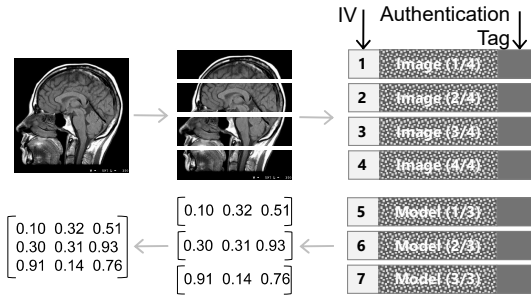 IV Authentication
Tag
1 Image (1/4)
2 Image (2/4)
3 Image (3/4)
4 Image (4/4)
0.10 0.32 0.51
0.30 0.31 0.93
0.91 0.14 0.76
0.10 0.32 0.51
0.30 0.31 0.93
0.91 0.14 0.76
5 Model (1/3)
6 Model (2/3)
7 Model (3/3)